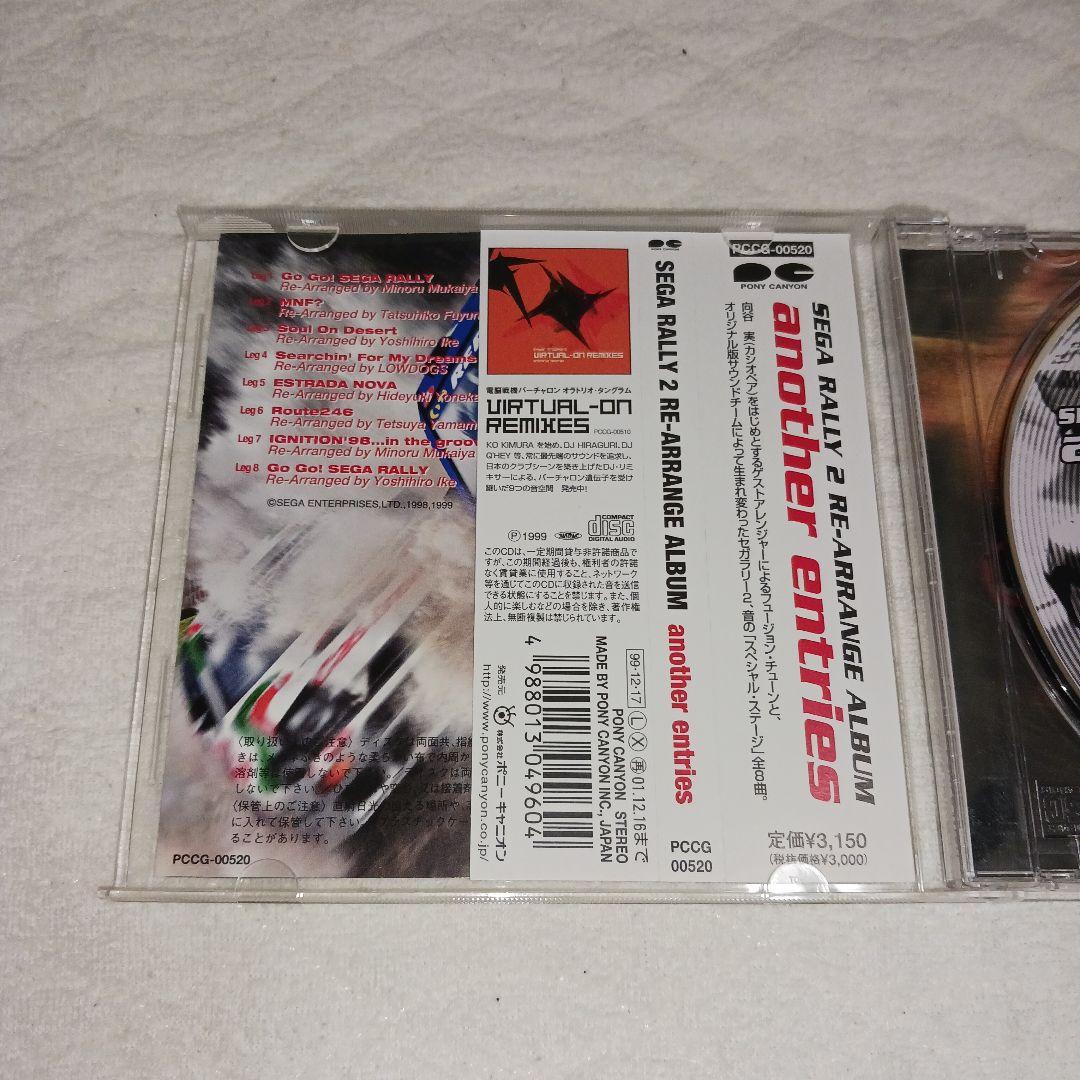 Leg 1 Go Go! SEGA RALLY
Re-Arranged by Minoru Mukaiya
Leg 2 MNF?
Re-Arranged by Tatsuhiko Fuyun
Leg 3 Soul On Desert
Re-Arranged by Yoshihiro Ike
Leg 4 Searchin' For My Dreams
Re-Arranged by LOWDOGS
Leg 5 ESTRADA NOVA
Re-Arranged by Hideyuki Yoneka
Leg 6 Route246
Re-Arranged by Tetsuya Yamam
Leg 7 IGNITION'98...in the groov
Re-Arranged by Minoru Mukaiya
Leg 8 Go Go! SEGA RALLY
Re-Arranged by Yoshihiro Ike
©SEGA ENTERPRISES,LTD.,1998,1999
PCCG-00520
VIRTUAL-ON REMIXES
電脳戦機バーチャロン オラトリオ・タングラム
VIRTUAL-ON
REMIXES PCCG-00510
KO KIMURA を始め、DJ HIRAGURI、DJ
Q'HEY 等、常に最先端のサウンドを追求し、
日本のクラブシーンを築き上げたDJ・リミ
キサーによる、バーチャロン遺伝子を受け
継いだ9つの音空間 発売中!
Ⓟ1999
COMPACT
disc
DIGITAL AUDIO
このCDは、一定期間貸与非許諾商品で
すが、この期間経過後も、権利者の許諾
なく賃貸業に使用すること、ネットワーク
等を通じてこのCDに収録された音を送信
できる状態にすることを禁じます。また、個
人的に楽しむなどの場合を除き、著作権
法上、無断複製は禁じられています。
4 988013 049604
発売元
株式会社 ポニーキャニオン
http://www.ponycanyon.co.jp/
PONY CANYON
SEGA RALLY 2 RE-ARRANGE ALBUM another entries
99・12・17 L X 再 01.12.16まで
PONY CANYON STEREO
MADE BY PONY CANYON INC., JAPAN
PCCG
00520
PCCG-00520
PONY CANYON
SEGA RALLY 2 RE-ARRANGE ALBUM
another entries
向谷 実(カシオペア)をはじめとするゲストアレンジャーによるフュージョン・チューンと、
オリジナル版サウンドチームによって生まれ変わったセガラリー2、音の「スペシャル・ステージ」全8曲。
定価¥3,150
(税抜価格¥3,000)